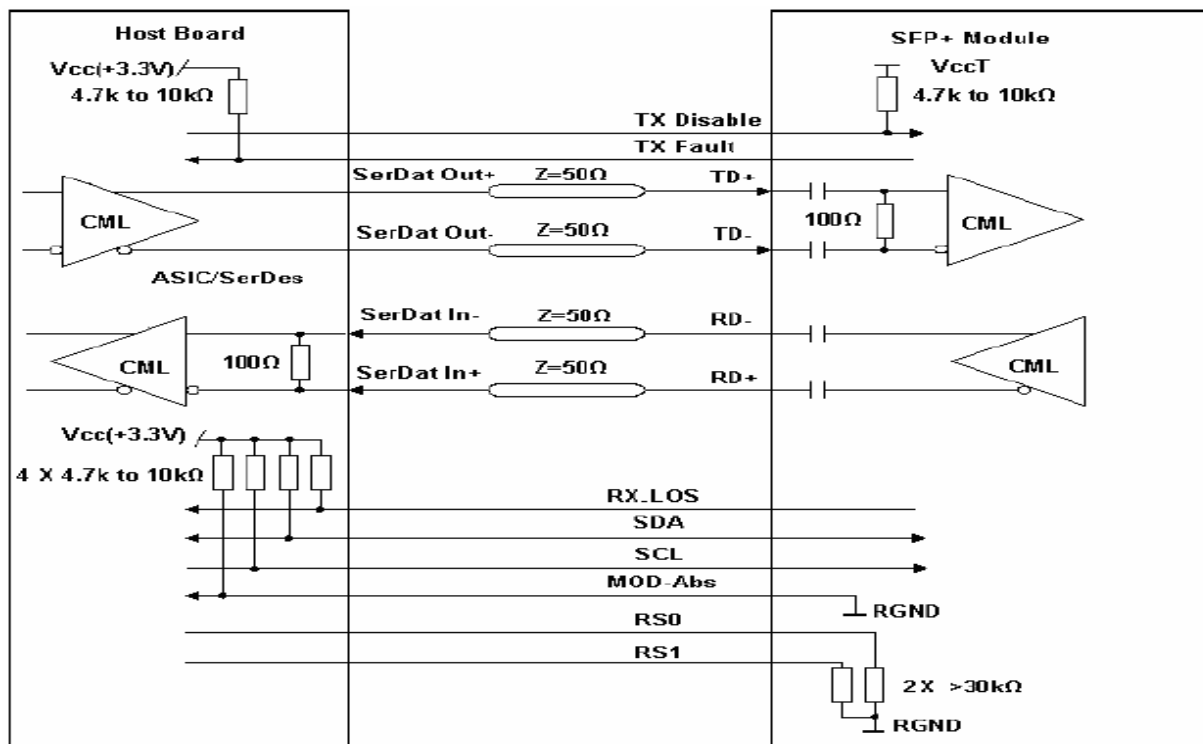 Host Board
SFP+ Module
Vcc(+3.3V)
4.7k to 10kΩ
VccT
4.7k to 10kΩ
TX Disable
TX Fault
SerDat Out+
Z=50Ω
TD+
CML
100Ω
CML
SerDat Out-
Z=50Ω
TD-
ASIC/SerDes
SerDat In-
Z=50Ω
RD-
CML
100Ω
CML
SerDat In+
Z=50Ω
RD+
Vcc(+3.3V)
4 X 4.7k to 10kΩ
RX-LOS
SDA
SCL
MOD-Abs
RGND
RS0
RS1
2X >30kΩ
RGND